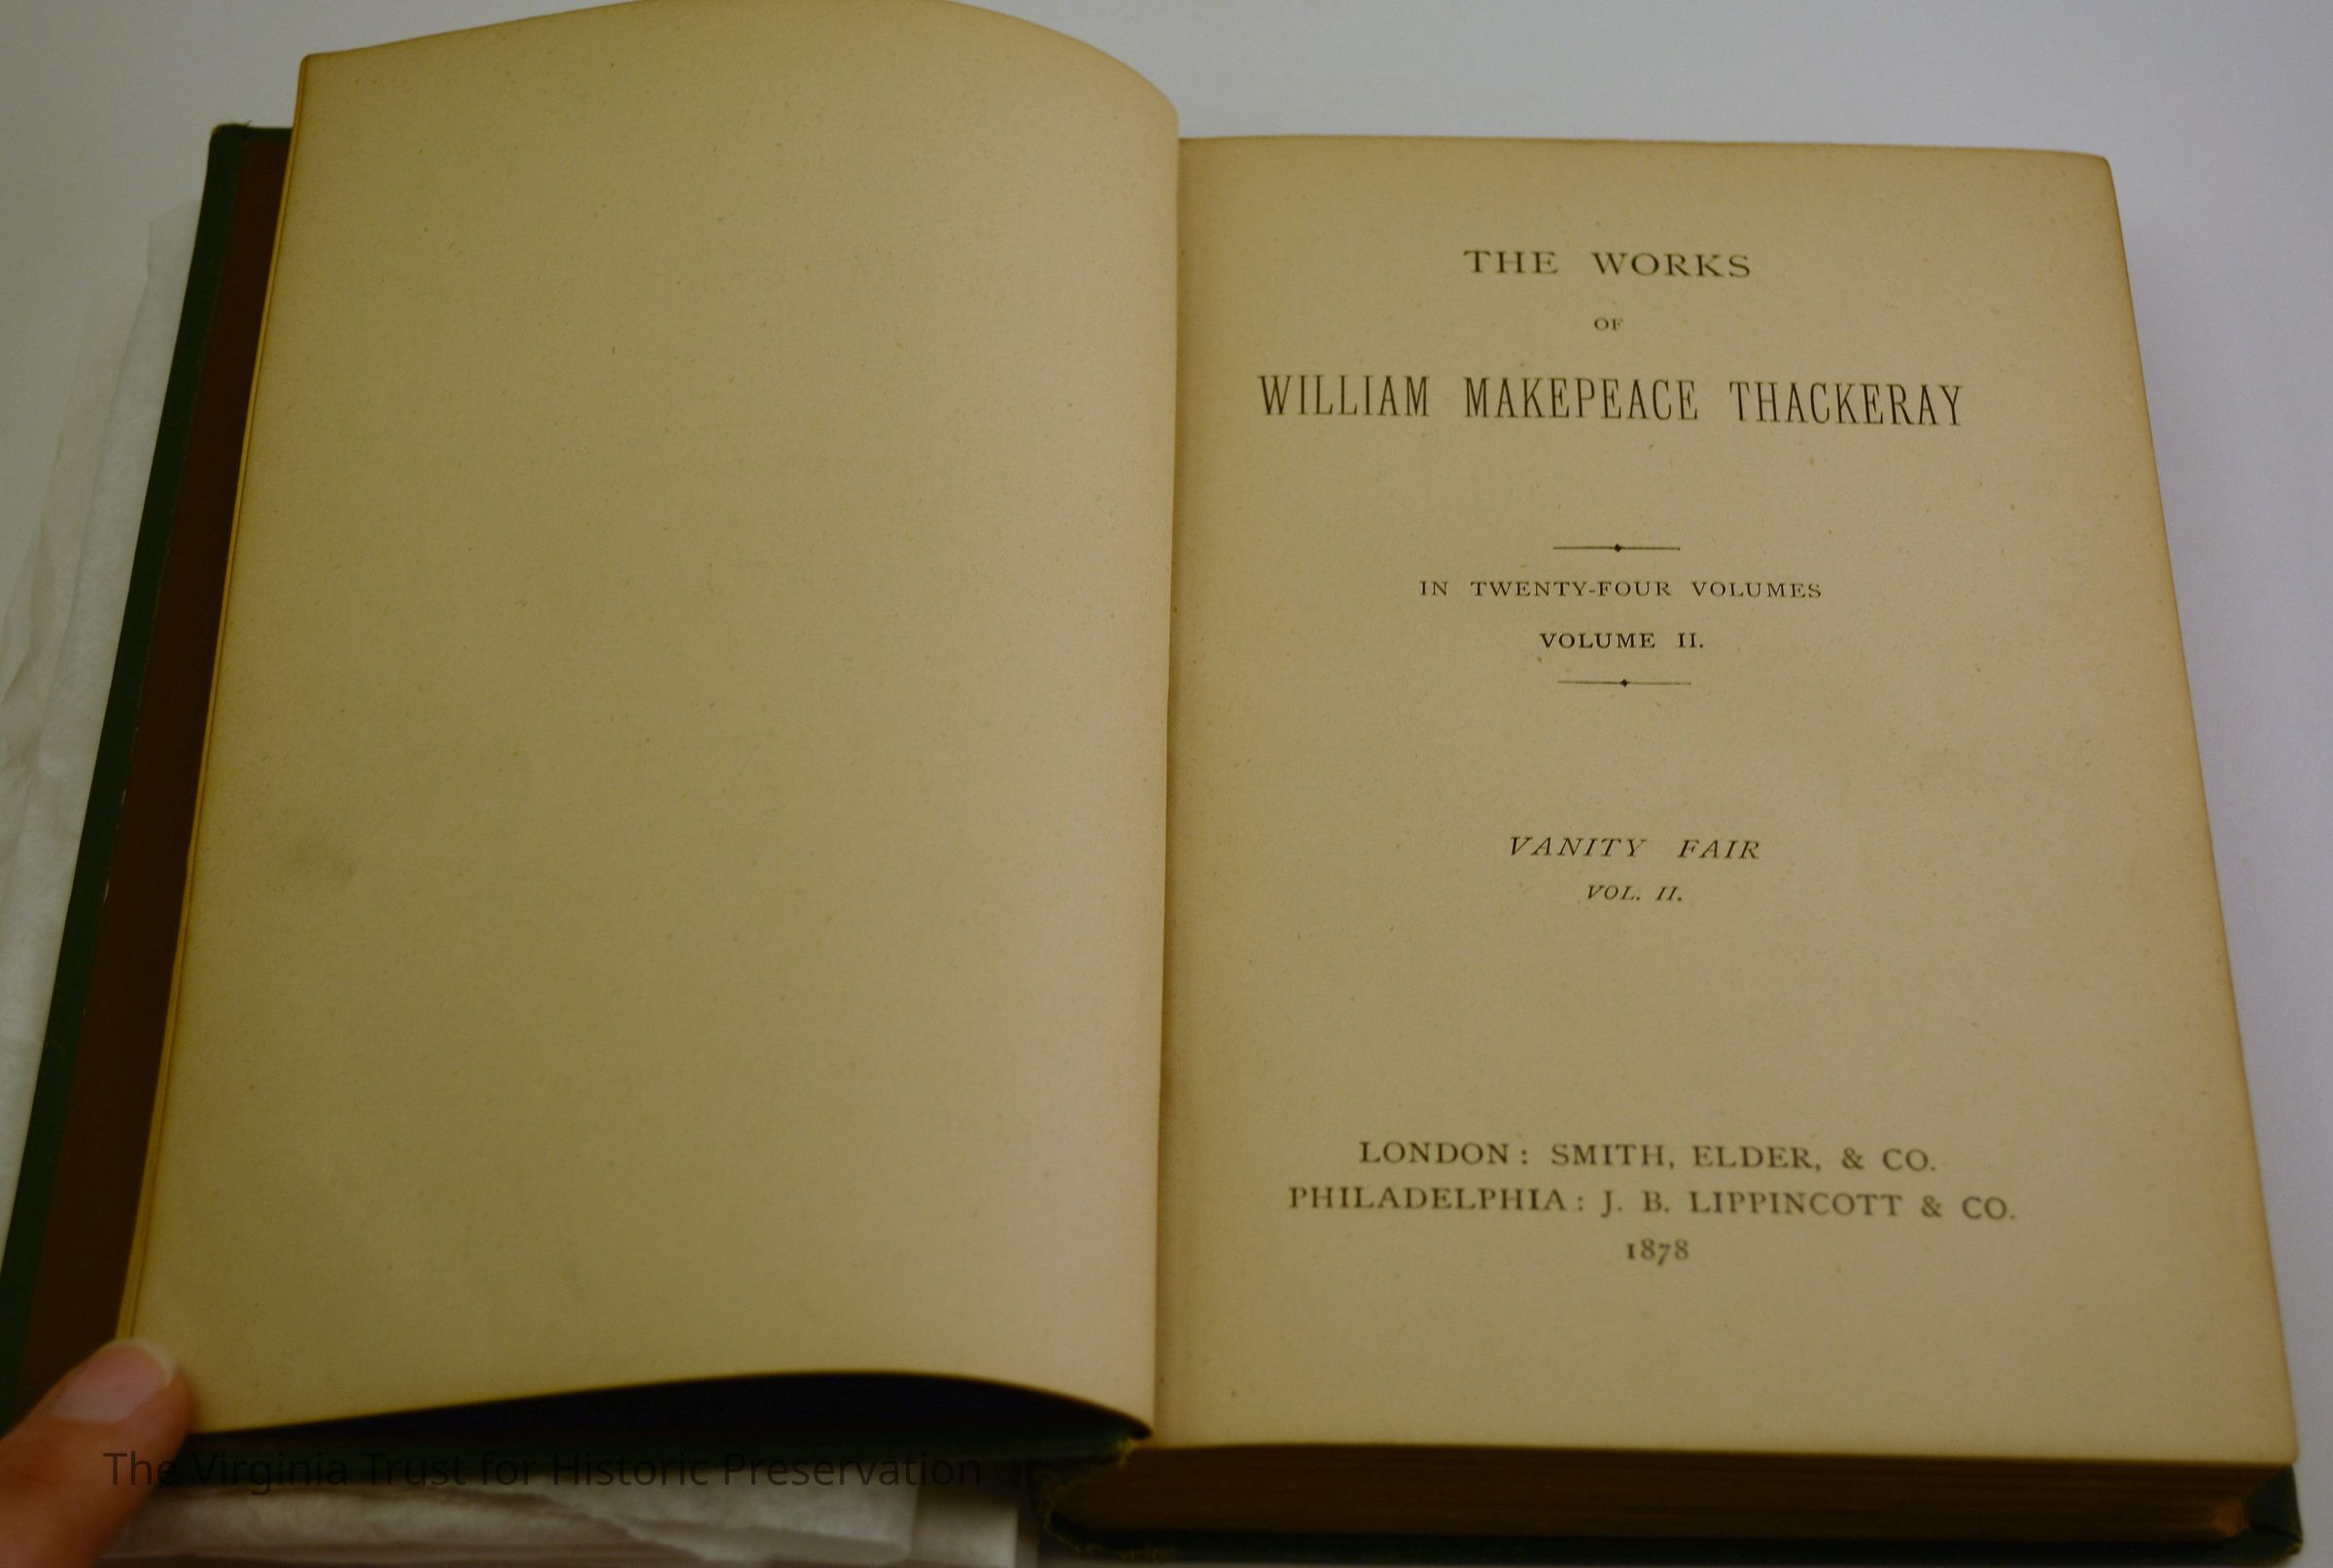 THE WORKS
OF
WILLIAM MAKEPEACE THACKERAY
IN TWENTY-FOUR VOLUMES
VOLUME II.
VANITY FAIR
VOL. II.
LONDON: SMITH, ELDER, & CO.
PHILADELPHIA: J. B. LIPPINCOTT & CO.
1878
The Virginia Trust for Historic Preservation